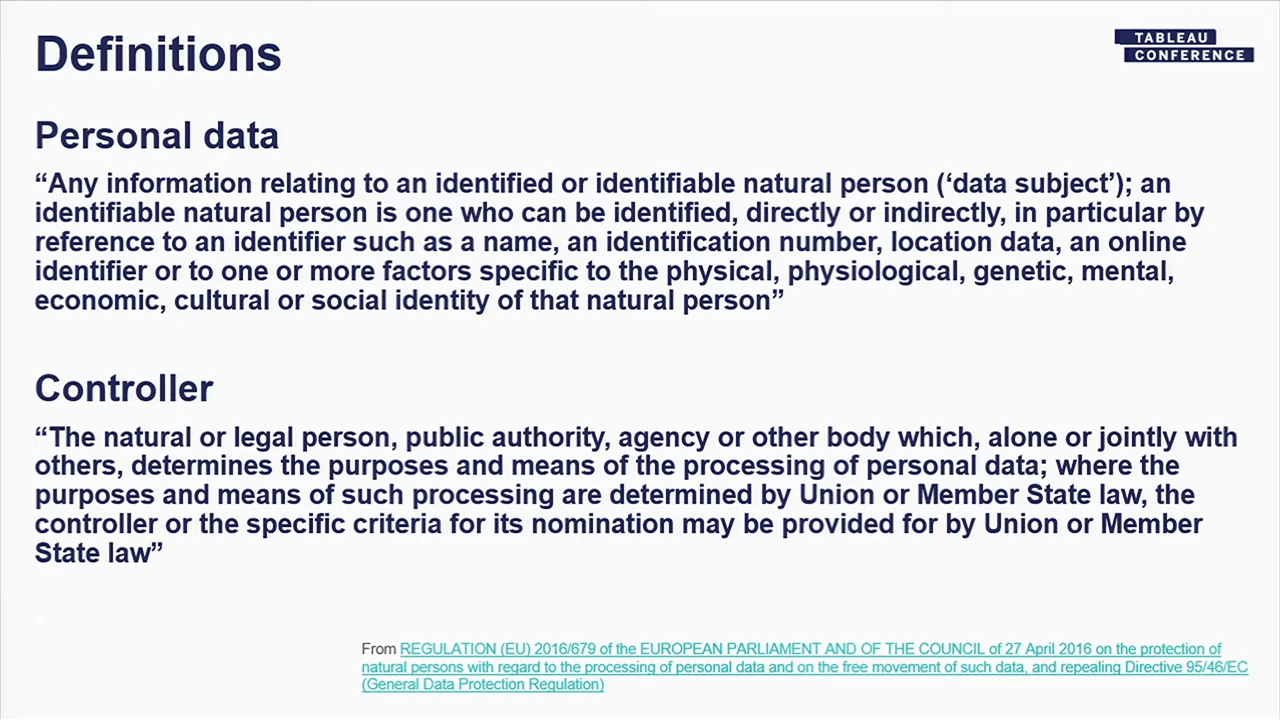 Definitions
TABLEAU
CONFERENCE
Personal data
“Any information relating to an identified or identifiable natural person (‘data subject’); an
identifiable natural person is one who can be identified, directly or indirectly, in particular by
reference to an identifier such as a name, an identification number, location data, an online
identifier or to one or more factors specific to the physical, physiological, genetic, mental,
economic, cultural or social identity of that natural person”
Controller
“The natural or legal person, public authority, agency or other body which, alone or jointly with
others, determines the purposes and means of the processing of personal data; where the
purposes and means of such processing are determined by Union or Member State law, the
controller or the specific criteria for its nomination may be provided for by Union or Member
State law”
From REGULATION (EU) 2016/679 of the EUROPEAN PARLIAMENT AND OF THE COUNCIL of 27 April 2016 on the protection of
natural persons with regard to the processing of personal data and on the free movement of such data, and repealing Directive 95/46/EC
(General Data Protection Regulation)